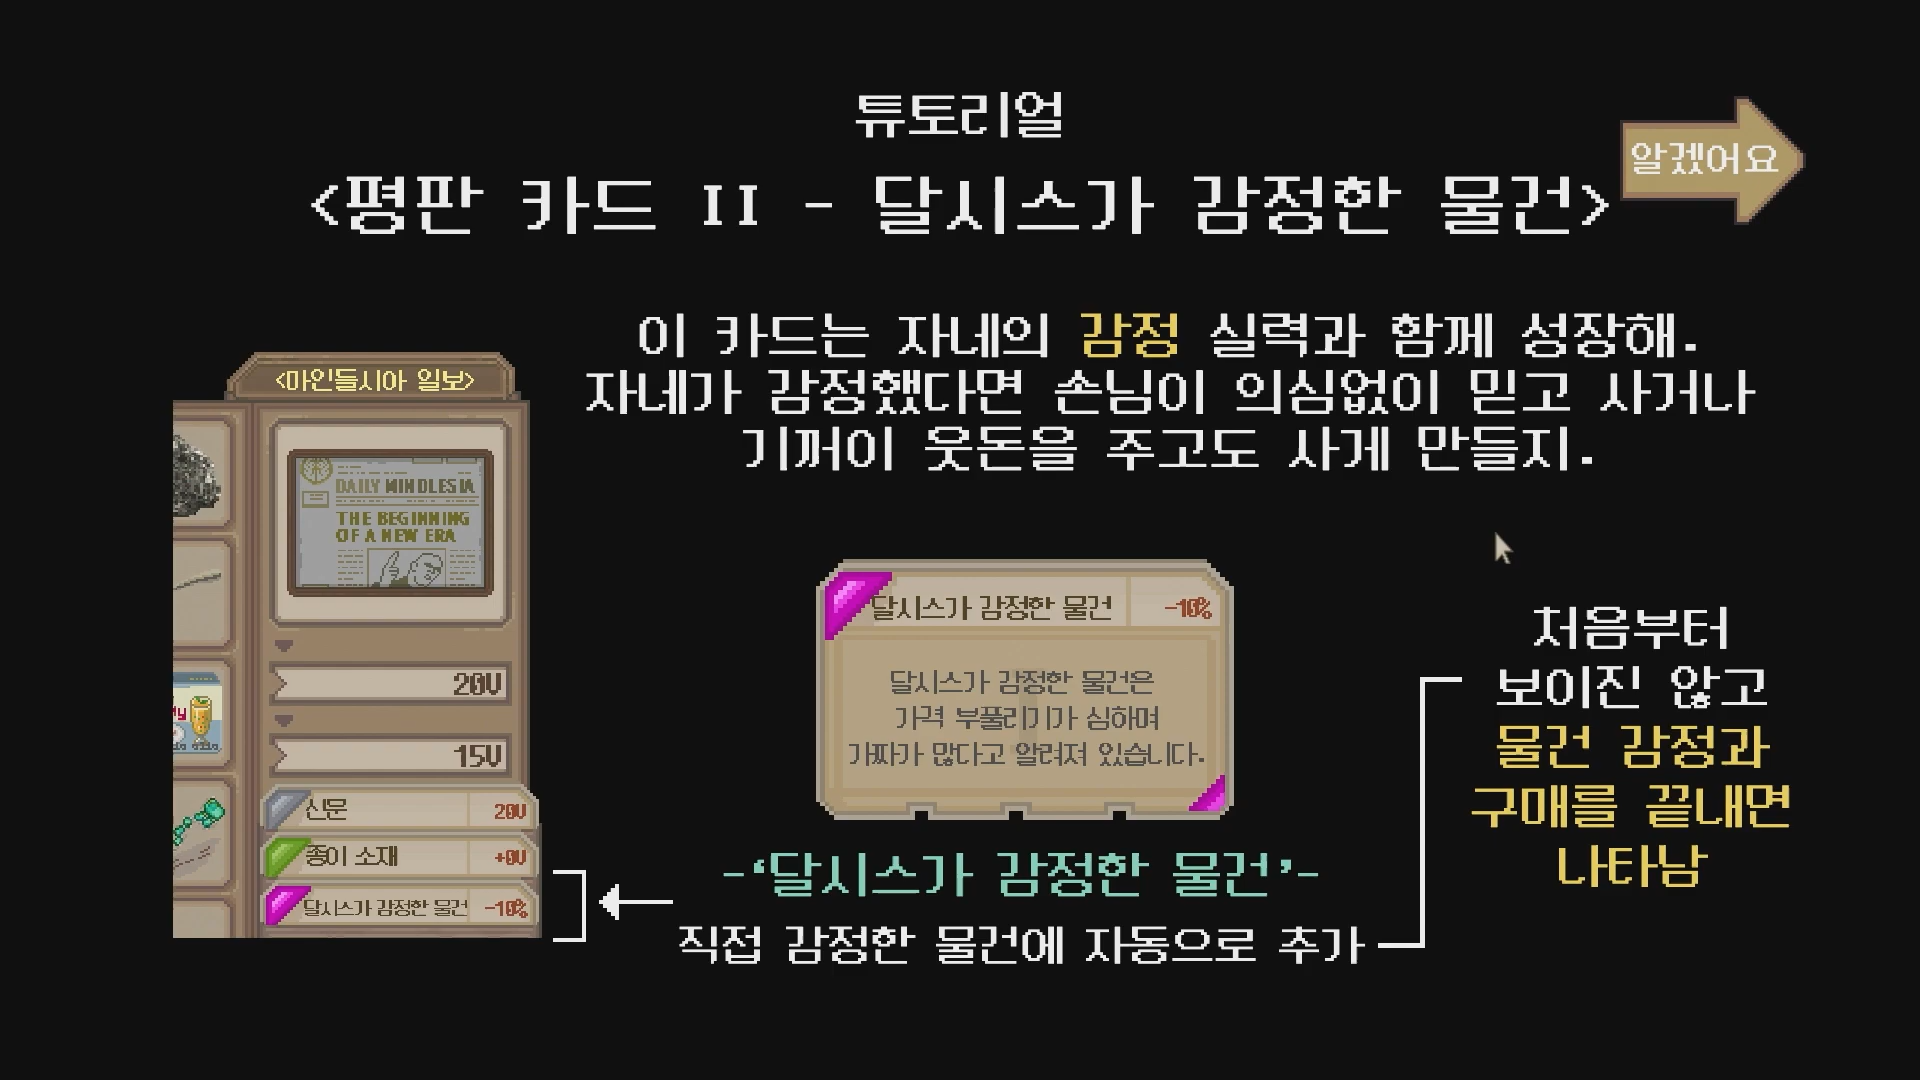 튜토리얼
<평판 카드 II - 달시스가 감정한 물건>
알겠어요
이 카드는 자네의 감정 실력과 함께 성장해.
자네가 감정했다면 손님이 의심없이 믿고 사거나
기꺼이 웃돈을 주고도 사게 만들지.
<마인들시아 일보>
DAILY MINDLESIA
THE BEGINNING
OF A NEW ERA
20V
15V
신문 20V
종이 소재 +0V
달시스가 감정한 물건 -10%
달시스가 감정한 물건 -10%
달시스가 감정한 물건은
가격 부풀리기가 심하며
가짜가 많다고 알려져 있습니다.
-‘달시스가 감정한 물건’-
직접 감정한 물건에 자동으로 추가
처음부터
보이진 않고
물건 감정과
구매를 끝내면
나타남